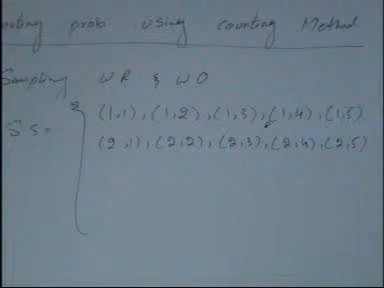 prob using counting Method
Sampling WR & WO
SS = { (1,1), (1,2), (1,3), (1,4), (1,5)
(2,1), (2,2), (2,3), (2,4), (2,5)